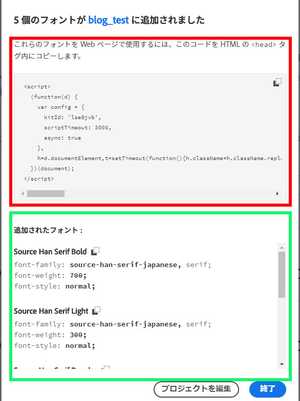 5 個のフォントが blog_test に追加されました
これらのフォントを Web ページで使用するには、このコードを HTML の <head> タ
グ内にコピーします。
<script>
(function(d) {
var config = {
scriptTimeout: 3000,
async: true
},
h=d.documentElement,t=setTimeout(function(){h.className=h.className.repl
})(document);
</script>
追加されたフォント :
Source Han Serif Bold
font-family: source-han-serif-japanese, serif;
font-weight: 700;
font-style: normal;
Source Han Serif Light
font-family: source-han-serif-japanese, serif;
font-weight: 300;
font-style: normal;
プロジェクトを編集 終了